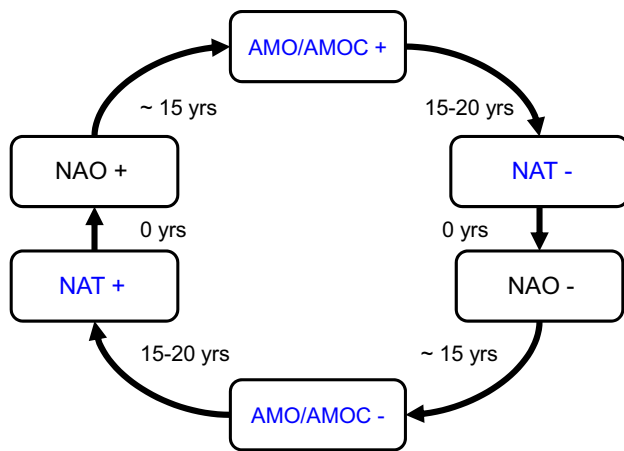 AMO/AMOC +
~ 15 yrs
15-20 yrs
NAO +
NAT -
0 yrs
0 yrs
NAT +
NAO -
15-20 yrs
~ 15 yrs
AMO/AMOC -